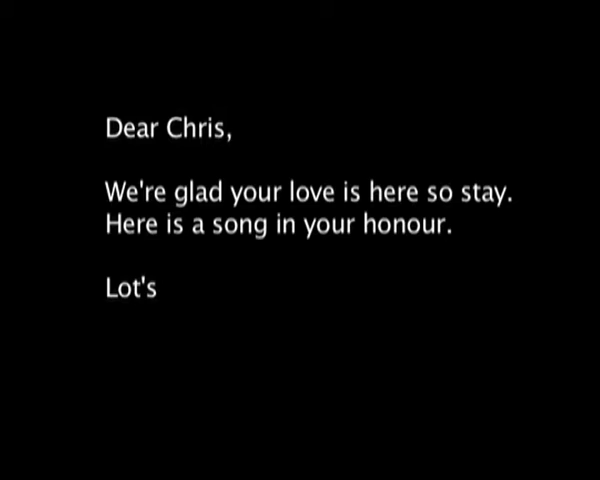 Dear Chris,
We're glad your love is here so stay.
Here is a song in your honour.
Lot's